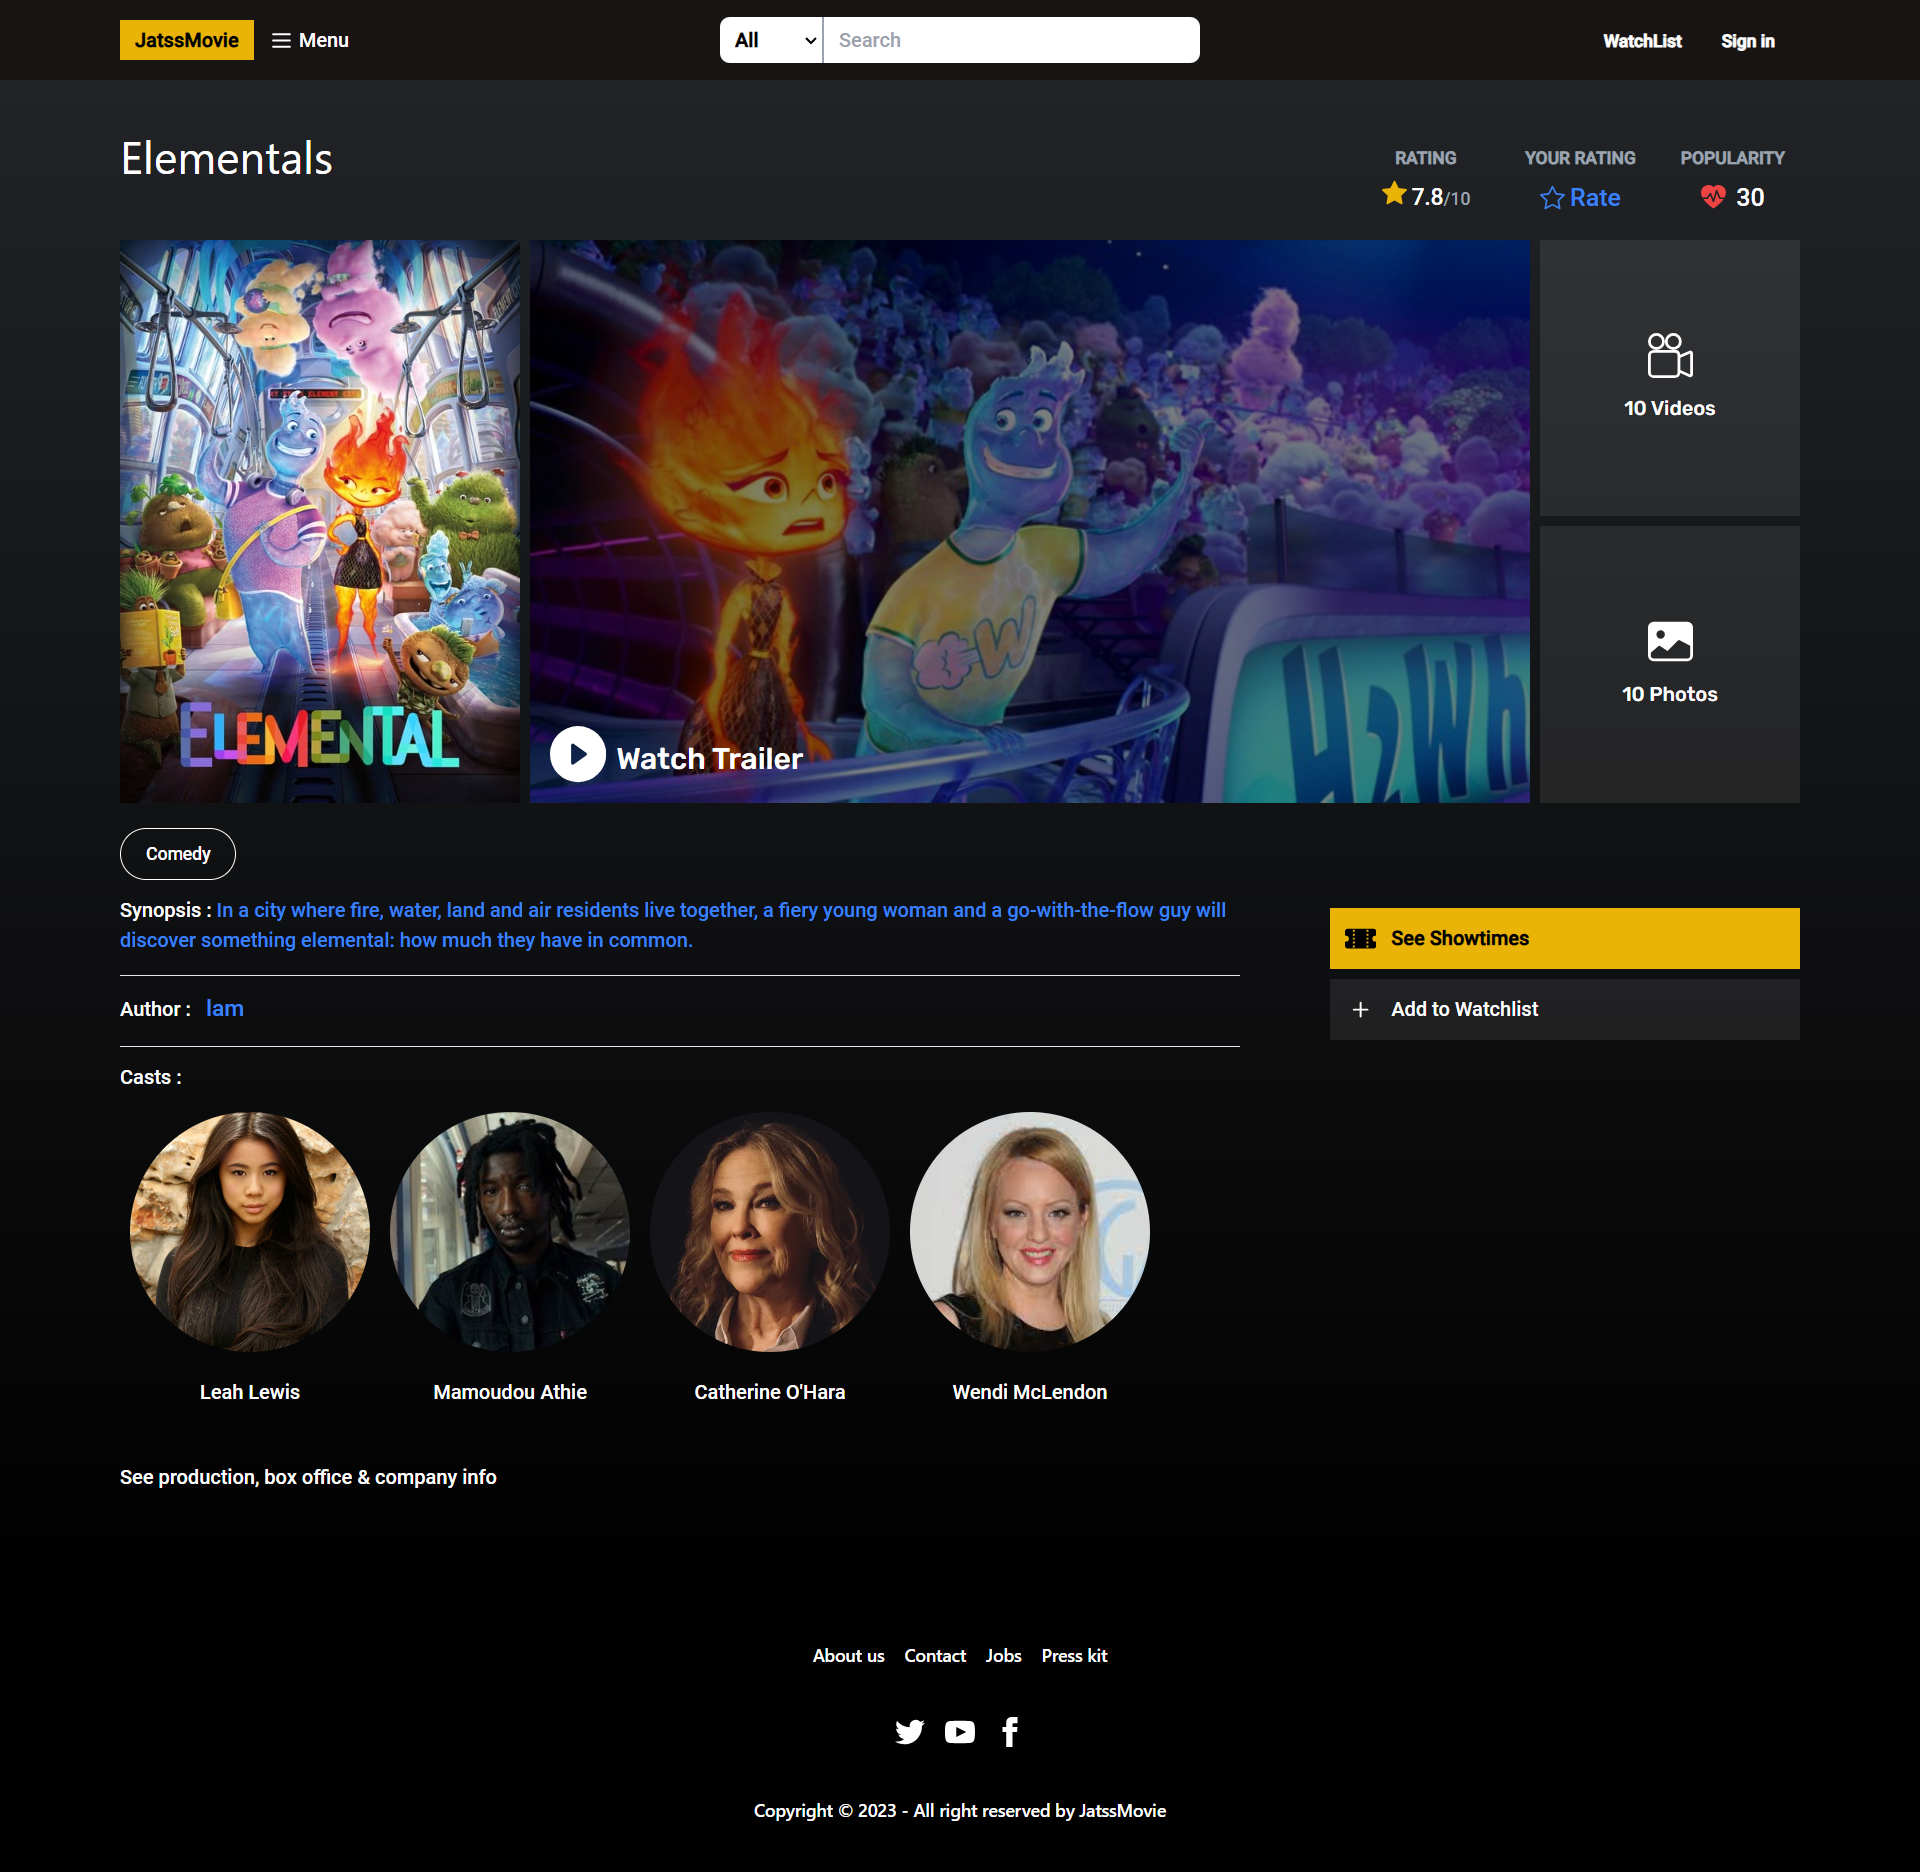 JatssMovie
Menu
All
Search
WatchList
Sign in
Elementals
RATING
7.8/10
YOUR RATING
Rate
POPULARITY
30
ELEMENTAL
W
H2Wh
Watch Trailer
10 Videos
10 Photos
Comedy
Synopsis : In a city where fire, water, land and air residents live together, a fiery young woman and a go-with-the-flow guy will
discover something elemental: how much they have in common.
See Showtimes
Add to Watchlist
Author : Iam
Casts :
Leah Lewis
Mamoudou Athie
Catherine O'Hara
Wendi McLendon
See production, box office & company info
About us
Contact
Jobs
Press kit
Copyright © 2023 - All right reserved by JatssMovie